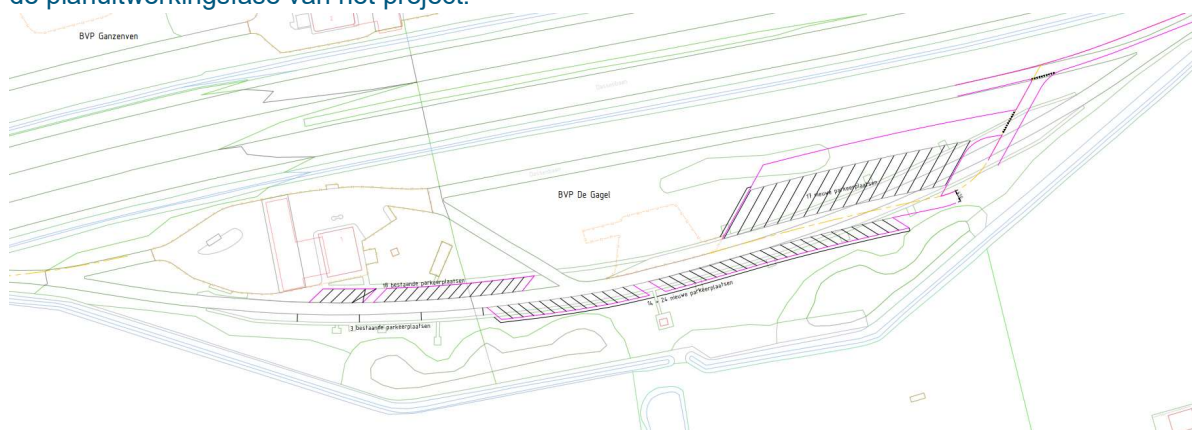 de planuitwerkingsfase van het project.
BVP Ganzenven
BVP De Gagel
11 nieuwe parkeerplaatsen
18 bestaande parkeerplaatsen
14 + 24 nieuwe parkeerplaatsen
3 bestaande parkeerplaatsen